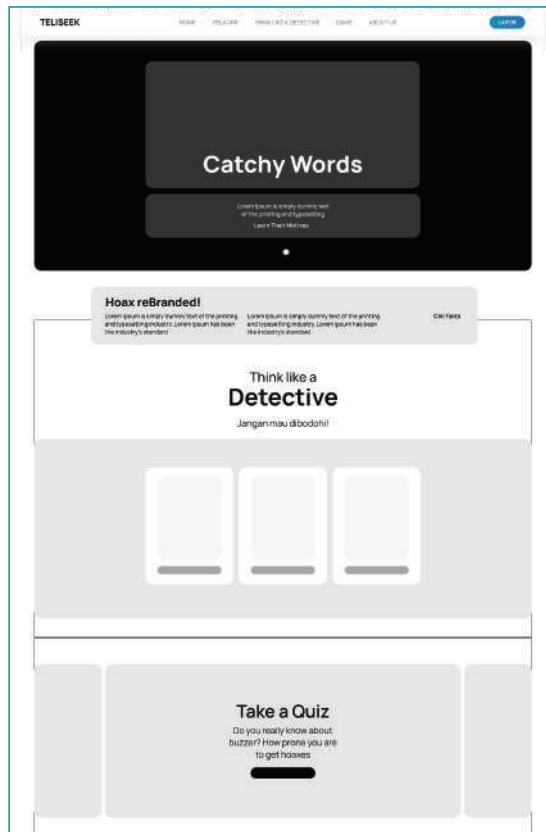 TELISEEK
HOME PELAJARI THINK LIKE A DETECTIVE GAME ABOUT US LAPOR
Catchy Words
Lorem Ipsum is simply dummy text
of the printing and typesetting
Learn Their Motives
Hoax reBranded!
Lorem Ipsum is simply dummy text of the printing
and typesetting industry. Lorem Ipsum has been
the industry's standard
Lorem Ipsum is simply dummy text of the printing
and typesetting industry. Lorem Ipsum has been
the industry's standard
Cari Fakta
Think like a
Detective
Jangan mau dibodohi!
Take a Quiz
Do you really know about
buzzer? How prone you are
to get hoaxes